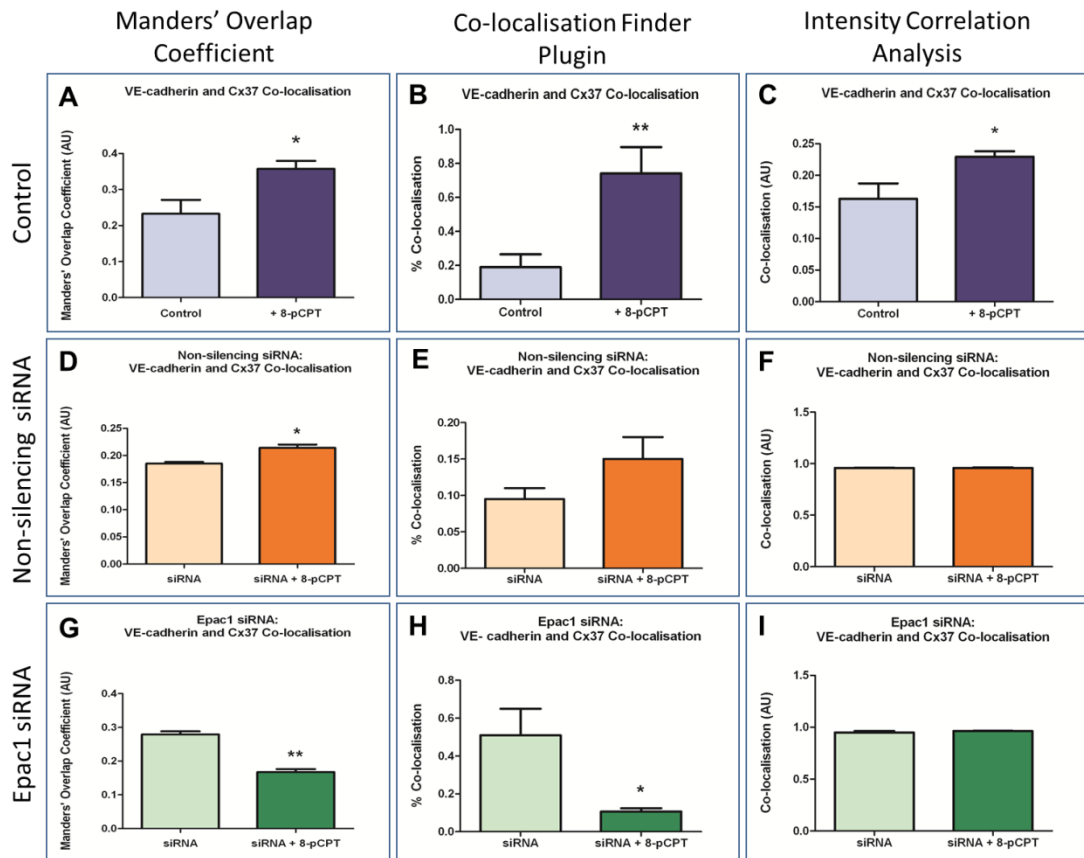 Manders’ Overlap
Coefficient
Co-localisation Finder
Plugin
Intensity Correlation
Analysis
Control
A
VE-cadherin and Cx37 Co-localisation
Manders’ Overlap Coefficient (AU)
*
0.4
0.3
0.2
0.1
0.0
Control
+ 8-pCPT
B
VE-cadherin and Cx37 Co-localisation
% Co-localisation
**
1.0
0.8
0.6
0.4
0.2
0.0
Control
+ 8-pCPT
C
VE-cadherin and Cx37 Co-localisation
Co-localisation (AU)
*
0.25
0.20
0.15
0.10
0.05
0.00
Control
+ 8-pCPT
Non-silencing siRNA
D
Non-silencing siRNA:
VE-cadherin and Cx37 Co-localisation
Manders’ Overlap Coefficient (AU)
*
0.25
0.20
0.15
0.10
0.05
0.00
siRNA
siRNA + 8-pCPT
E
Non-silencing siRNA:
VE-cadherin and Cx37 Co-localisation
% Co-localisation
0.20
0.15
0.10
0.05
0.00
siRNA
siRNA + 8-pCPT
F
Non-silencing siRNA:
VE-cadherin and Cx37 Co-localisation
Co-localisation (AU)
1.5
1.0
0.5
0.0
siRNA
siRNA + 8-pCPT
Epac1 siRNA
G
Epac1 siRNA:
VE-cadherin and Cx37 Co-localisation
Manders’ Overlap Coefficient (AU)
0.4
0.3
0.2
0.1
0.0
**
siRNA
siRNA + 8-pCPT
H
Epac1 siRNA:
VE- cadherin and Cx37 Co-localisation
% Co-localisation
0.8
0.6
0.4
0.2
0.0
*
siRNA
siRNA + 8-pCPT
I
Epac1 siRNA:
VE-cadherin and Cx37 Co-localisation
Co-localisation (AU)
1.5
1.0
0.5
0.0
siRNA
siRNA + 8-pCPT